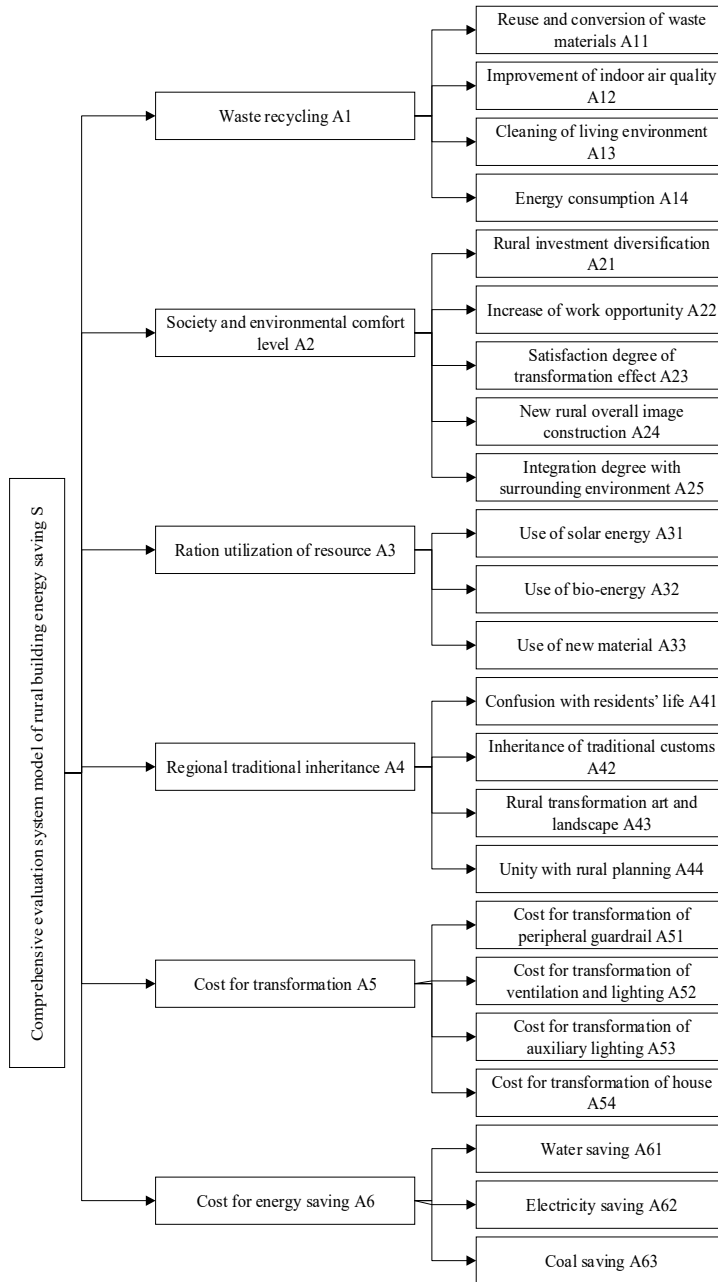 Comprehensive evaluation system model of rural building energy saving S
Waste recycling A1
Reuse and conversion of waste
materials A11
Improvement of indoor air quality
A12
Cleaning of living environment
A13
Energy consumption A14
Society and environmental comfort
level A2
Rural investment diversification
A21
Increase of work opportunity A22
Satisfaction degree of
transformation effect A23
New rural overall image
construction A24
Integration degree with
surrounding environment A25
Ration utilization of resource A3
Use of solar energy A31
Use of bio-energy A32
Use of new material A33
Regional traditional inheritance A4
Confusion with residents’ life A41
Inheritance of traditional customs
A42
Rural transformation art and
landscape A43
Unity with rural planning A44
Cost for transformation A5
Cost for transformation of
peripheral guardrail A51
Cost for transformation of
ventilation and lighting A52
Cost for transformation of
auxiliary lighting A53
Cost for transformation of house
A54
Cost for energy saving A6
Water saving A61
Electricity saving A62
Coal saving A63